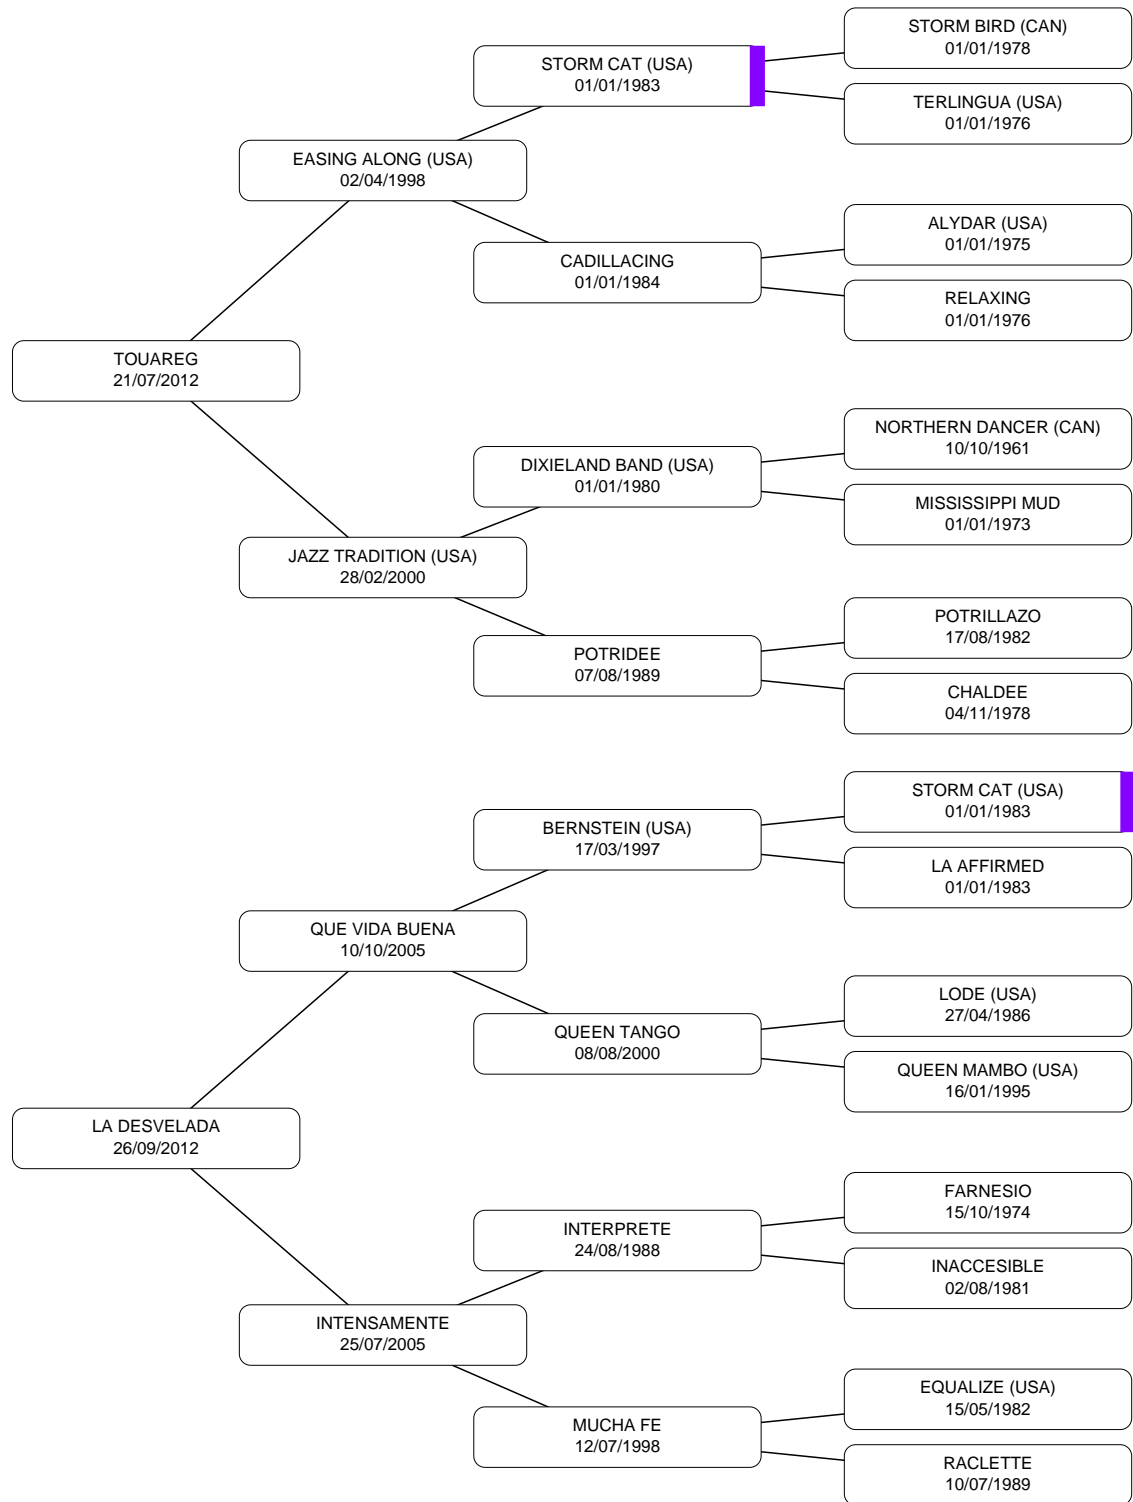 STORM BIRD (CAN)
01/01/1978
STORM CAT (USA)
01/01/1983
TERLINGUA (USA)
01/01/1976
EASING ALONG (USA)
02/04/1998
ALYDAR (USA)
01/01/1975
CADILLACING
01/01/1984
RELAXING
01/01/1976
TOUAREG
21/07/2012
NORTHERN DANCER (CAN)
10/10/1961
DIXIELAND BAND (USA)
01/01/1980
MISSISSIPPI MUD
01/01/1973
JAZZ TRADITION (USA)
28/02/2000
POTRILLAZO
17/08/1982
POTRIDEE
07/08/1989
CHALDEE
04/11/1978
STORM CAT (USA)
01/01/1983
BERNSTEIN (USA)
17/03/1997
LA AFFIRMED
01/01/1983
QUE VIDA BUENA
10/10/2005
LODE (USA)
27/04/1986
QUEEN TANGO
08/08/2000
QUEEN MAMBO (USA)
16/01/1995
LA DESVELADA
26/09/2012
FARNESIO
15/10/1974
INTERPRETE
24/08/1988
INACCESIBLE
02/08/1981
INTENSAMENTE
25/07/2005
EQUALIZE (USA)
15/05/1982
MUCHA FE
12/07/1998
RACLETTE
10/07/1989